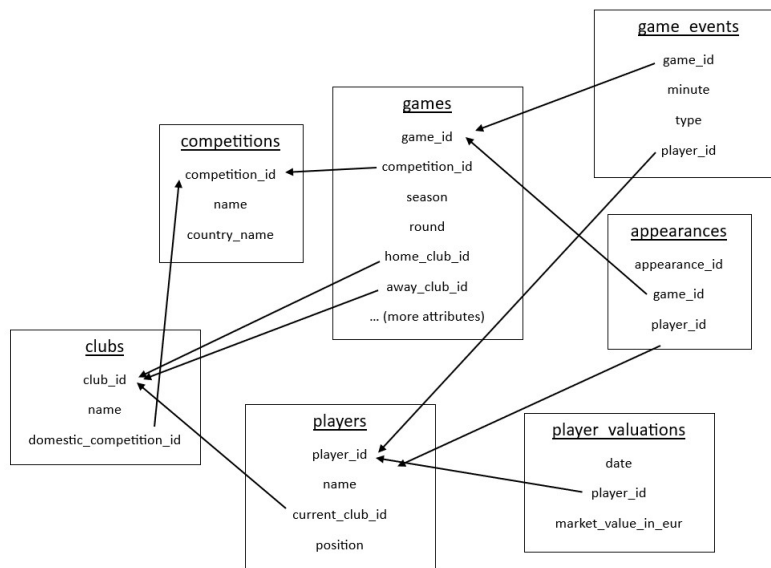 game_events
game_id
minute
type
player_id
games
game_id
competition_id
season
round
home_club_id
away_club_id
… (more attributes)
competitions
competition_id
name
country_name
appearances
appearance_id
game_id
player_id
clubs
club_id
name
domestic_competition_id
players
player_id
name
current_club_id
position
player_valuations
date
player_id
market_value_in_eur